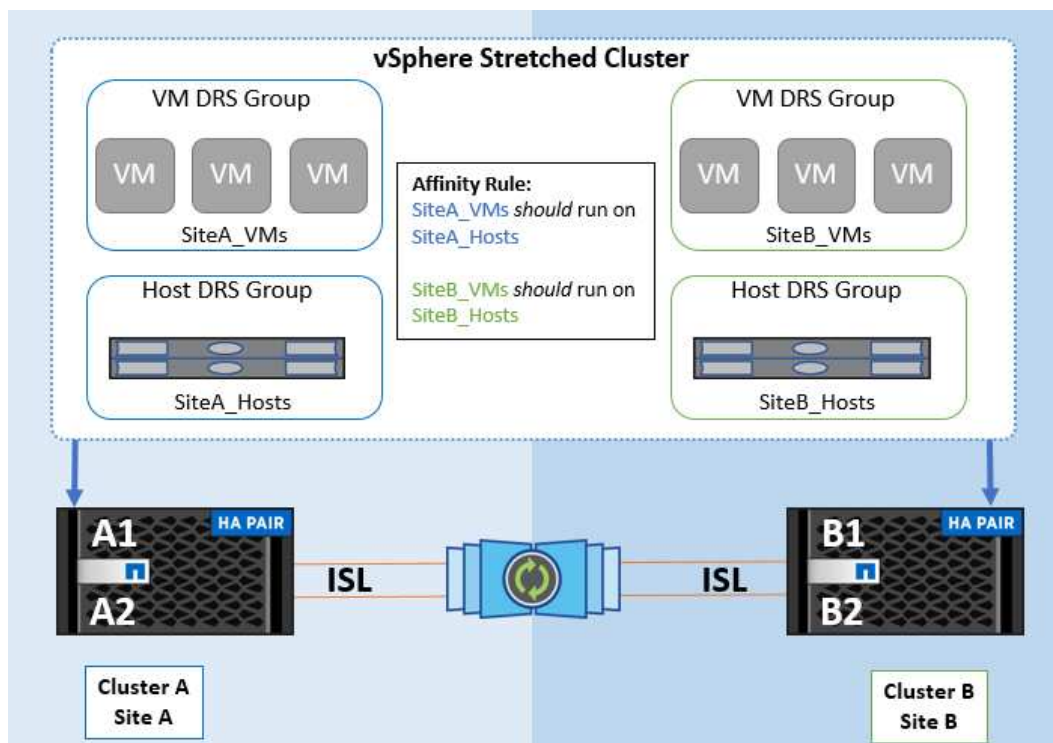 vSphere Stretched Cluster
VM DRS Group
VM VM VM
SiteA_VMs
Host DRS Group
SiteA_Hosts
Affinity Rule:
SiteA_VMs should run on
SiteA_Hosts
SiteB_VMs should run on
SiteB_Hosts
VM DRS Group
VM VM VM
SiteB_VMs
Host DRS Group
SiteB_Hosts
A1
HA PAIR
A2
ISL
ISL
B1
HA PAIR
B2
Cluster A
Site A
Cluster B
Site B